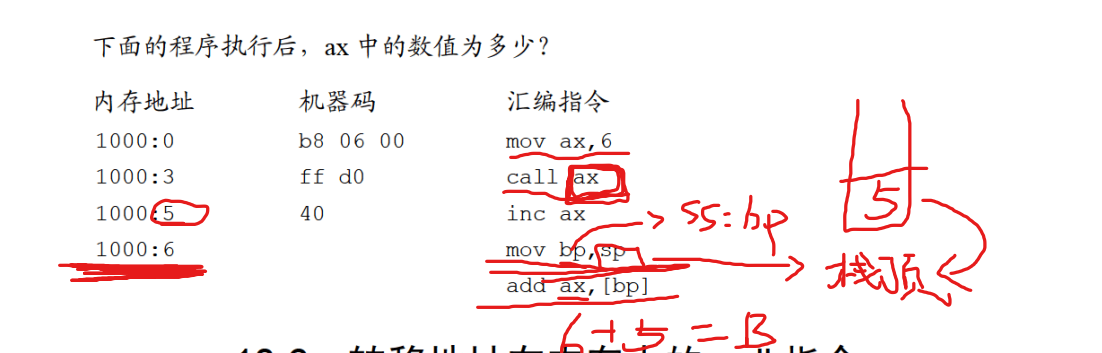 下面的程序执行后，ax 中的数值为多少？
内存地址 机器码 汇编指令
1000:0 b8 06 00 mov ax,6
1000:3 ff d0 call ax
1000:5 40 inc ax
1000:6 mov bp,sp
add ax,[bp]
5
ss:bp
栈顶
6+5=B